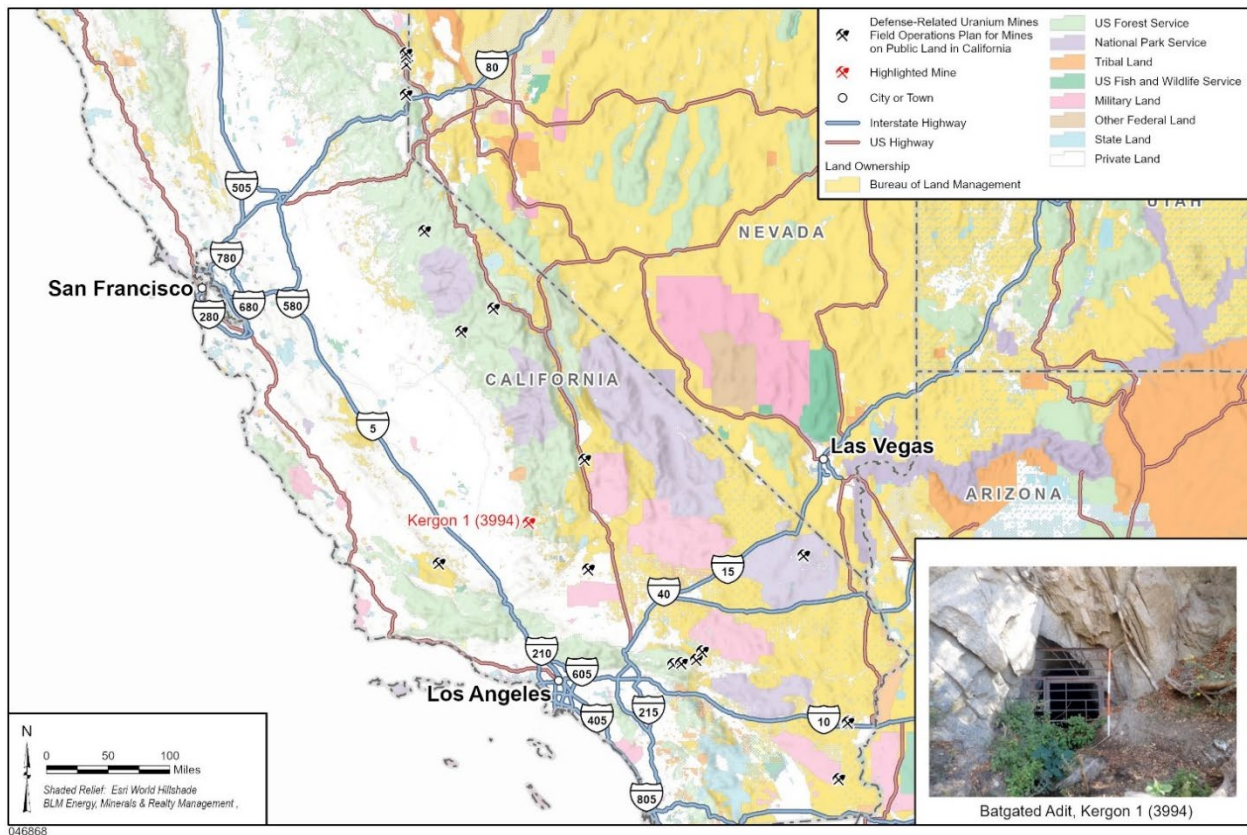 80
505
780
San Francisco
280
680
580
5
NEVADA
CALIFORNIA
UTAH
Las Vegas
ARIZONA
Kergon 1 (3994)
15
40
210
605
Los Angeles
405
215
10
805
Defense-Related Uranium Mines
Field Operations Plan for Mines
on Public Land in California
Highlighted Mine
City or Town
Interstate Highway
US Highway
Land Ownership
Bureau of Land Management
US Forest Service
National Park Service
Tribal Land
US Fish and Wildlife Service
Military Land
Other Federal Land
State Land
Private Land
N
0 50 100
Miles
Shaded Relief: Esri World Hillshade
BLM Energy, Minerals & Realty Management ,
Batgated Adit, Kergon 1 (3994)
046868